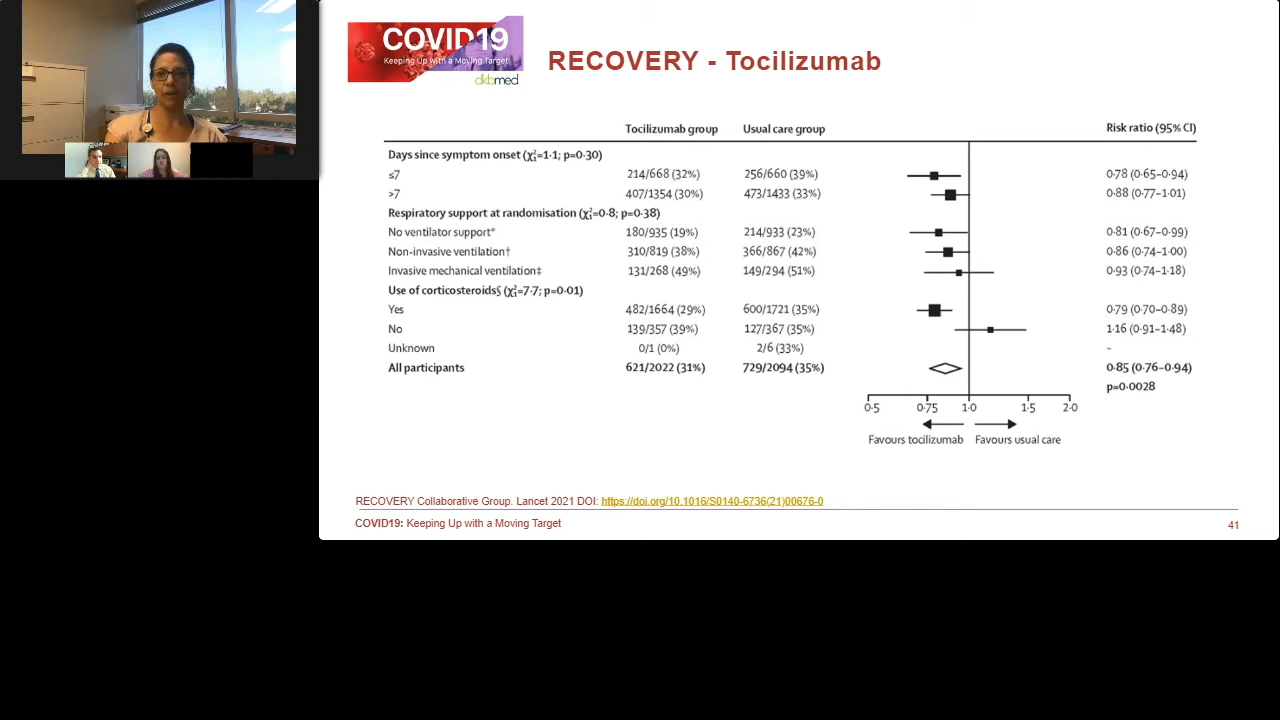 COVID19
Keeping Up with a Moving Target
dkbmed
RECOVERY - Tocilizumab
Tocilizumab group Usual care group Risk ratio (95% CI)
Days since symptom onset (χ²₁=1·1; p=0·30)
≤7 214/668 (32%) 256/660 (39%) 0·78 (0·65–0·94)
>7 407/1354 (30%) 473/1433 (33%) 0·88 (0·77–1·01)
Respiratory support at randomisation (χ²₁=0·8; p=0·38)
No ventilator support* 180/935 (19%) 214/933 (23%) 0·81 (0·67–0·99)
Non-invasive ventilation† 310/819 (38%) 366/867 (42%) 0·86 (0·74–1·00)
Invasive mechanical ventilation‡ 131/268 (49%) 149/294 (51%) 0·93 (0·74–1·18)
Use of corticosteroids§ (χ²₁=7·7; p=0·01)
Yes 482/1664 (29%) 600/1721 (35%) 0·79 (0·70–0·89)
No 139/357 (39%) 127/367 (35%) 1·16 (0·91–1·48)
Unknown 0/1 (0%) 2/6 (33%) –
All participants 621/2022 (31%) 729/2094 (35%) 0·85 (0·76–0·94)
p=0·0028
0·5 0·75 1·0 1·5 2·0
Favours tocilizumab Favours usual care
RECOVERY Collaborative Group. Lancet 2021 DOI: https://doi.org/10.1016/S0140-6736(21)00676-0
COVID19: Keeping Up with a Moving Target 41